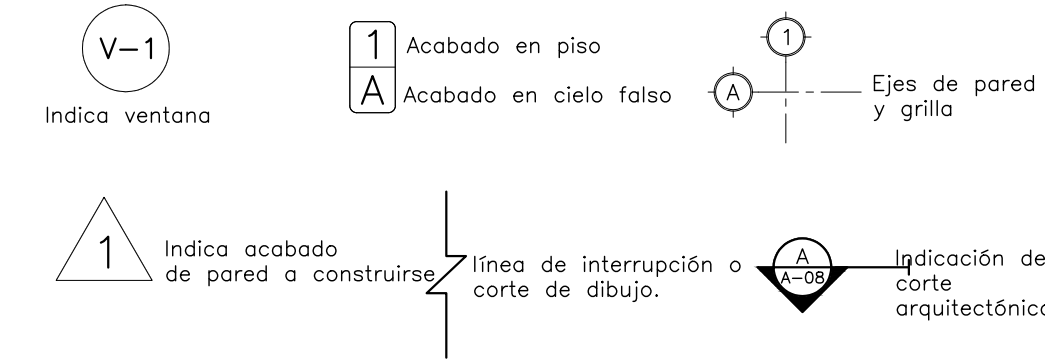 V-1
Indica ventana
1
Acabado en piso
A
Acabado en cielo falso
1
A
Ejes de pared
y grilla
1
Indica acabado
de pared a construirse
línea de interrupción o
corte de dibujo.
A
A-08
Indicación de
corte
arquitectónico